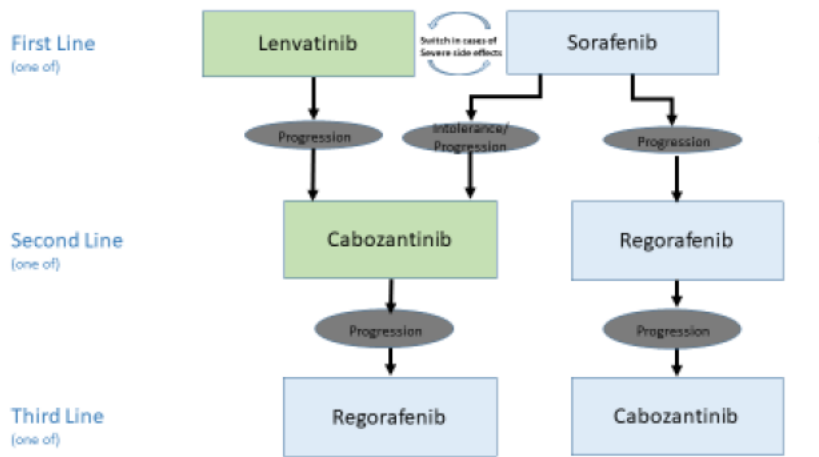 First Line
(one of)
Lenvatinib
Switch in cases of
Severe side effects
Sorafenib
Progression
Intolerance/
Progression
Progression
Second Line
(one of)
Cabozantinib
Regorafenib
Progression
Progression
Third Line
(one of)
Regorafenib
Cabozantinib